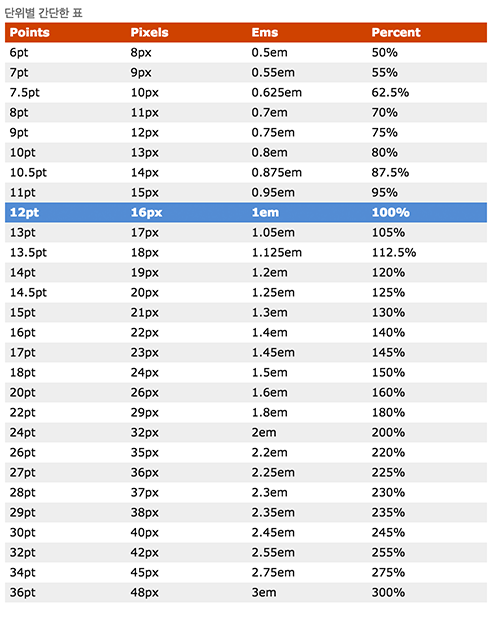 단위별 간단한 표
Points Pixels Ems Percent
6pt 8px 0.5em 50%
7pt 9px 0.55em 55%
7.5pt 10px 0.625em 62.5%
8pt 11px 0.7em 70%
9pt 12px 0.75em 75%
10pt 13px 0.8em 80%
10.5pt 14px 0.875em 87.5%
11pt 15px 0.95em 95%
12pt 16px 1em 100%
13pt 17px 1.05em 105%
13.5pt 18px 1.125em 112.5%
14pt 19px 1.2em 120%
14.5pt 20px 1.25em 125%
15pt 21px 1.3em 130%
16pt 22px 1.4em 140%
17pt 23px 1.45em 145%
18pt 24px 1.5em 150%
20pt 26px 1.6em 160%
22pt 29px 1.8em 180%
24pt 32px 2em 200%
26pt 35px 2.2em 220%
27pt 36px 2.25em 225%
28pt 37px 2.3em 230%
29pt 38px 2.35em 235%
30pt 40px 2.45em 245%
32pt 42px 2.55em 255%
34pt 45px 2.75em 275%
36pt 48px 3em 300%